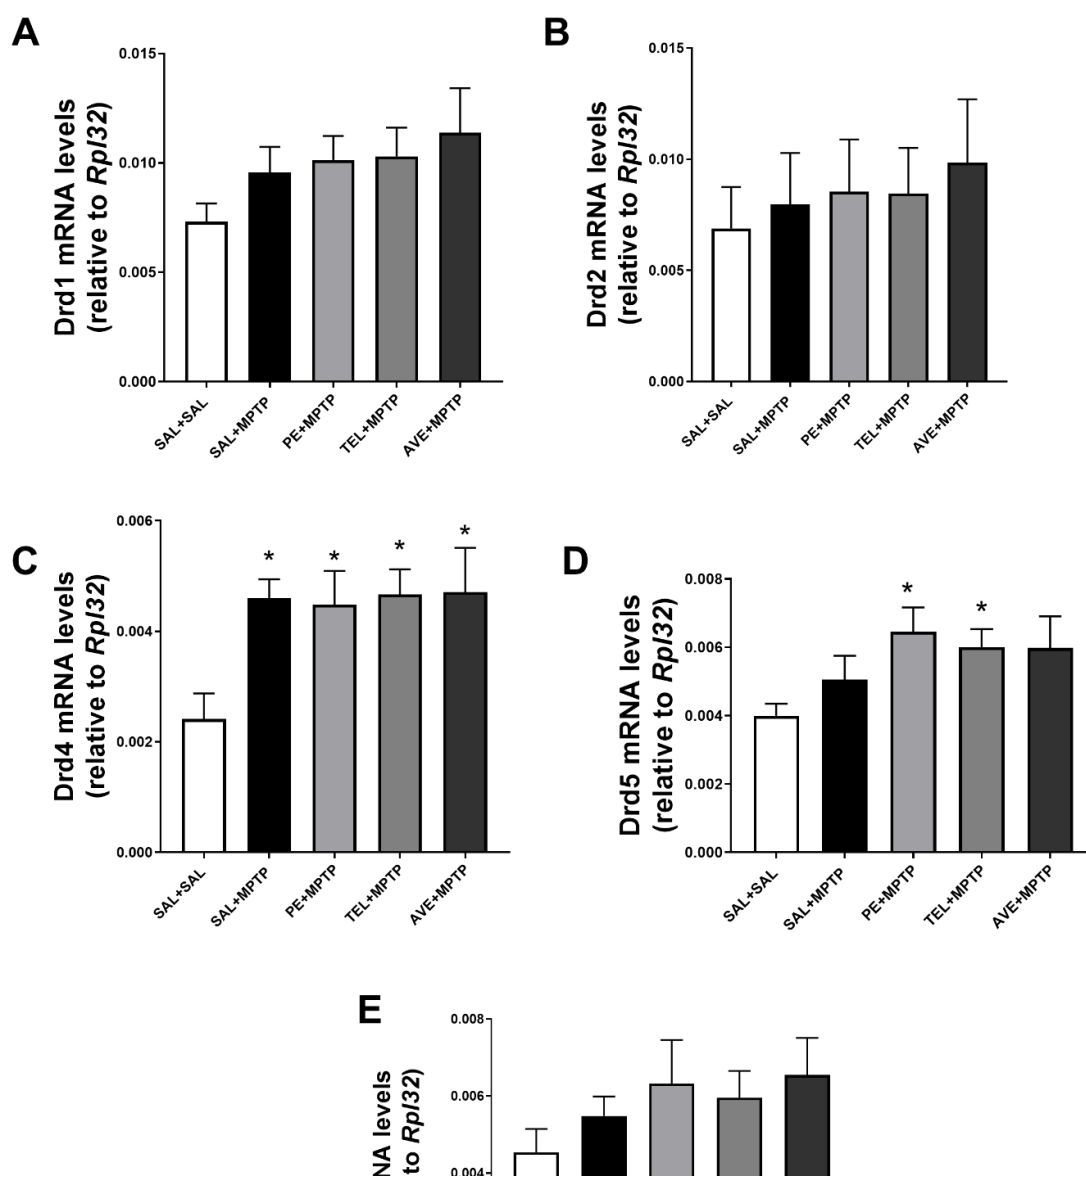 A
Drd1 mRNA levels
(relative to Rpl32)
0.015
0.010
0.005
0.000
SAL+SAL
SAL+MPTP
PE+MPTP
TEL+MPTP
AVE+MPTP
B
Drd2 mRNA levels
(relative to Rpl32)
0.015
0.010
0.005
0.000
SAL+SAL
SAL+MPTP
PE+MPTP
TEL+MPTP
AVE+MPTP
C
Drd4 mRNA levels
(relative to Rpl32)
0.006
0.004
0.002
0.000
* * * *
SAL+SAL
SAL+MPTP
PE+MPTP
TEL+MPTP
AVE+MPTP
D
Drd5 mRNA levels
(relative to Rpl32)
0.008
0.006
0.004
0.002
0.000
* *
SAL+SAL
SAL+MPTP
PE+MPTP
TEL+MPTP
AVE+MPTP
E
levels
to Rpl32)
0.008
0.006
0.004